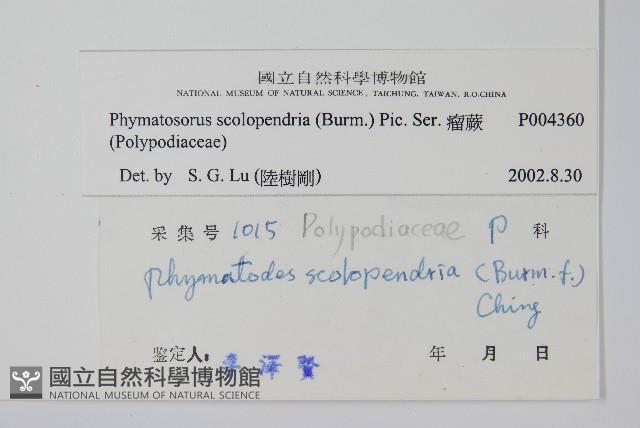 國立自然科學博物館
NATIONAL MUSEUM OF NATURAL SCIENCE, TAICHUNG, TAIWAN, R.O.CHINA
Phymatosorus scolopendria (Burm.) Pic. Ser. 瘤蕨 P004360
(Polypodiaceae)
Det. by S. G. Lu (陸樹剛) 2002.8.30
采集号 1015 Polypodiaceae P 科
Phymatodes scolopendria (Burm.f.)
Ching
鉴定人: 澤賢 年 月 日
國立自然科學博物館
NATIONAL MUSEUM OF NATURAL SCIENCE